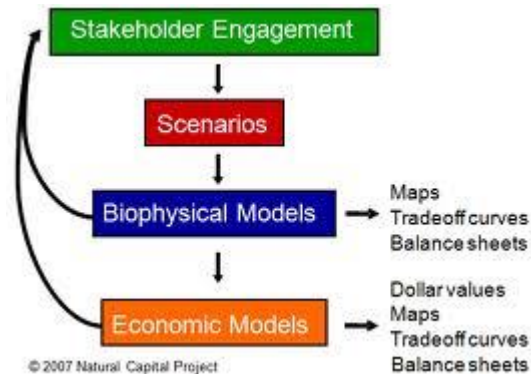 Stakeholder Engagement
Scenarios
Biophysical Models
Maps
Tradeoff curves
Balance sheets
Economic Models
Dollar values
Maps
Tradeoff curves
Balance sheets
© 2007 Natural Capital Project